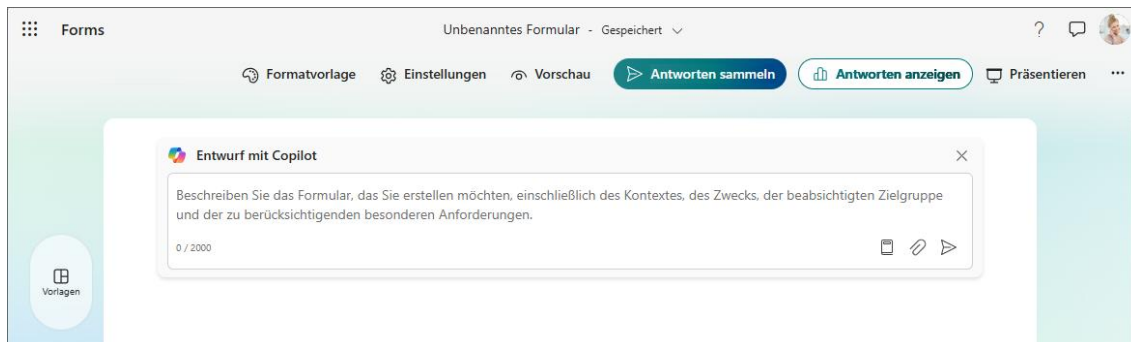 Forms
Unbenanntes Formular - Gespeichert
?
Formatvorlage
Einstellungen
Vorschau
Antworten sammeln
Antworten anzeigen
Präsentieren
...
Entwurf mit Copilot
Beschreiben Sie das Formular, das Sie erstellen möchten, einschließlich des Kontextes, des Zwecks, der beabsichtigten Zielgruppe
und der zu berücksichtigenden besonderen Anforderungen.
0 / 2000
Vorlagen